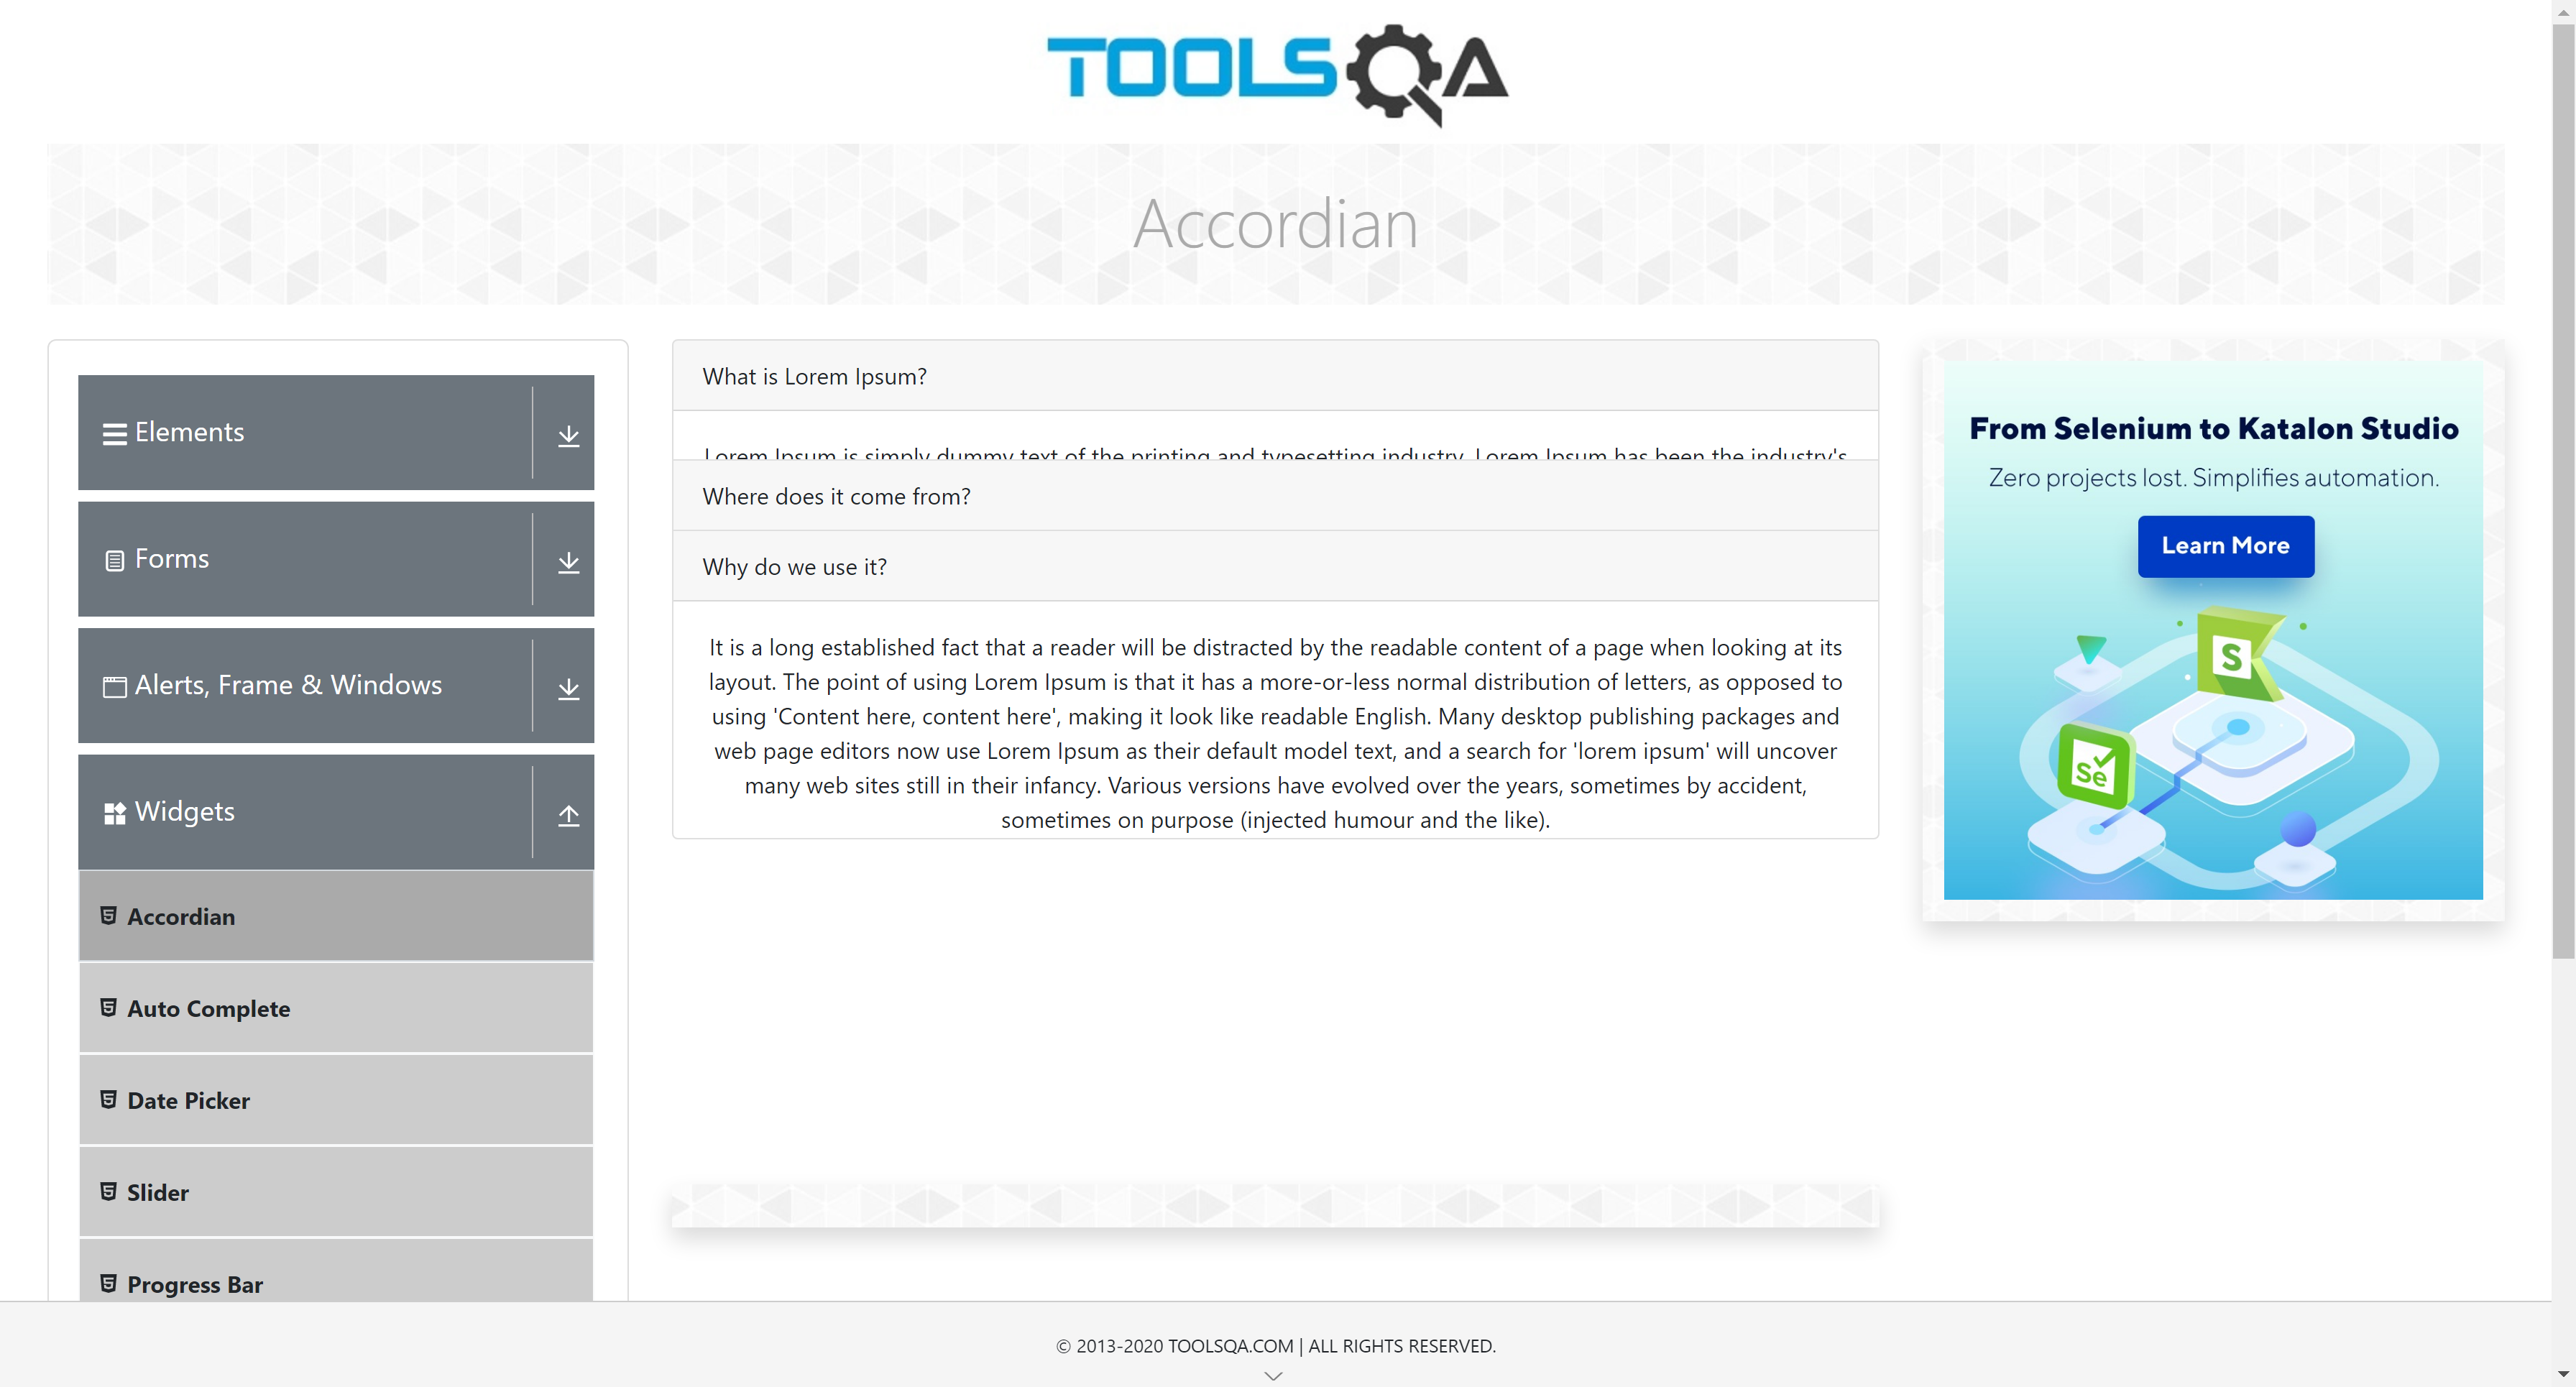 TOOLSQA
Accordian
Elements
Forms
Alerts, Frame & Windows
Widgets
Accordian
Auto Complete
Date Picker
Slider
Progress Bar
What is Lorem Ipsum?
Lorem Ipsum is simply dummy text of the printing and typesetting industry. Lorem Ipsum has been the industry's
Where does it come from?
Why do we use it?
It is a long established fact that a reader will be distracted by the readable content of a page when looking at its
layout. The point of using Lorem Ipsum is that it has a more-or-less normal distribution of letters, as opposed to
using 'Content here, content here', making it look like readable English. Many desktop publishing packages and
web page editors now use Lorem Ipsum as their default model text, and a search for 'lorem ipsum' will uncover
many web sites still in their infancy. Various versions have evolved over the years, sometimes by accident,
sometimes on purpose (injected humour and the like).
From Selenium to Katalon Studio
Zero projects lost. Simplifies automation.
Learn More
S
Se
© 2013-2020 TOOLSQA.COM | ALL RIGHTS RESERVED.